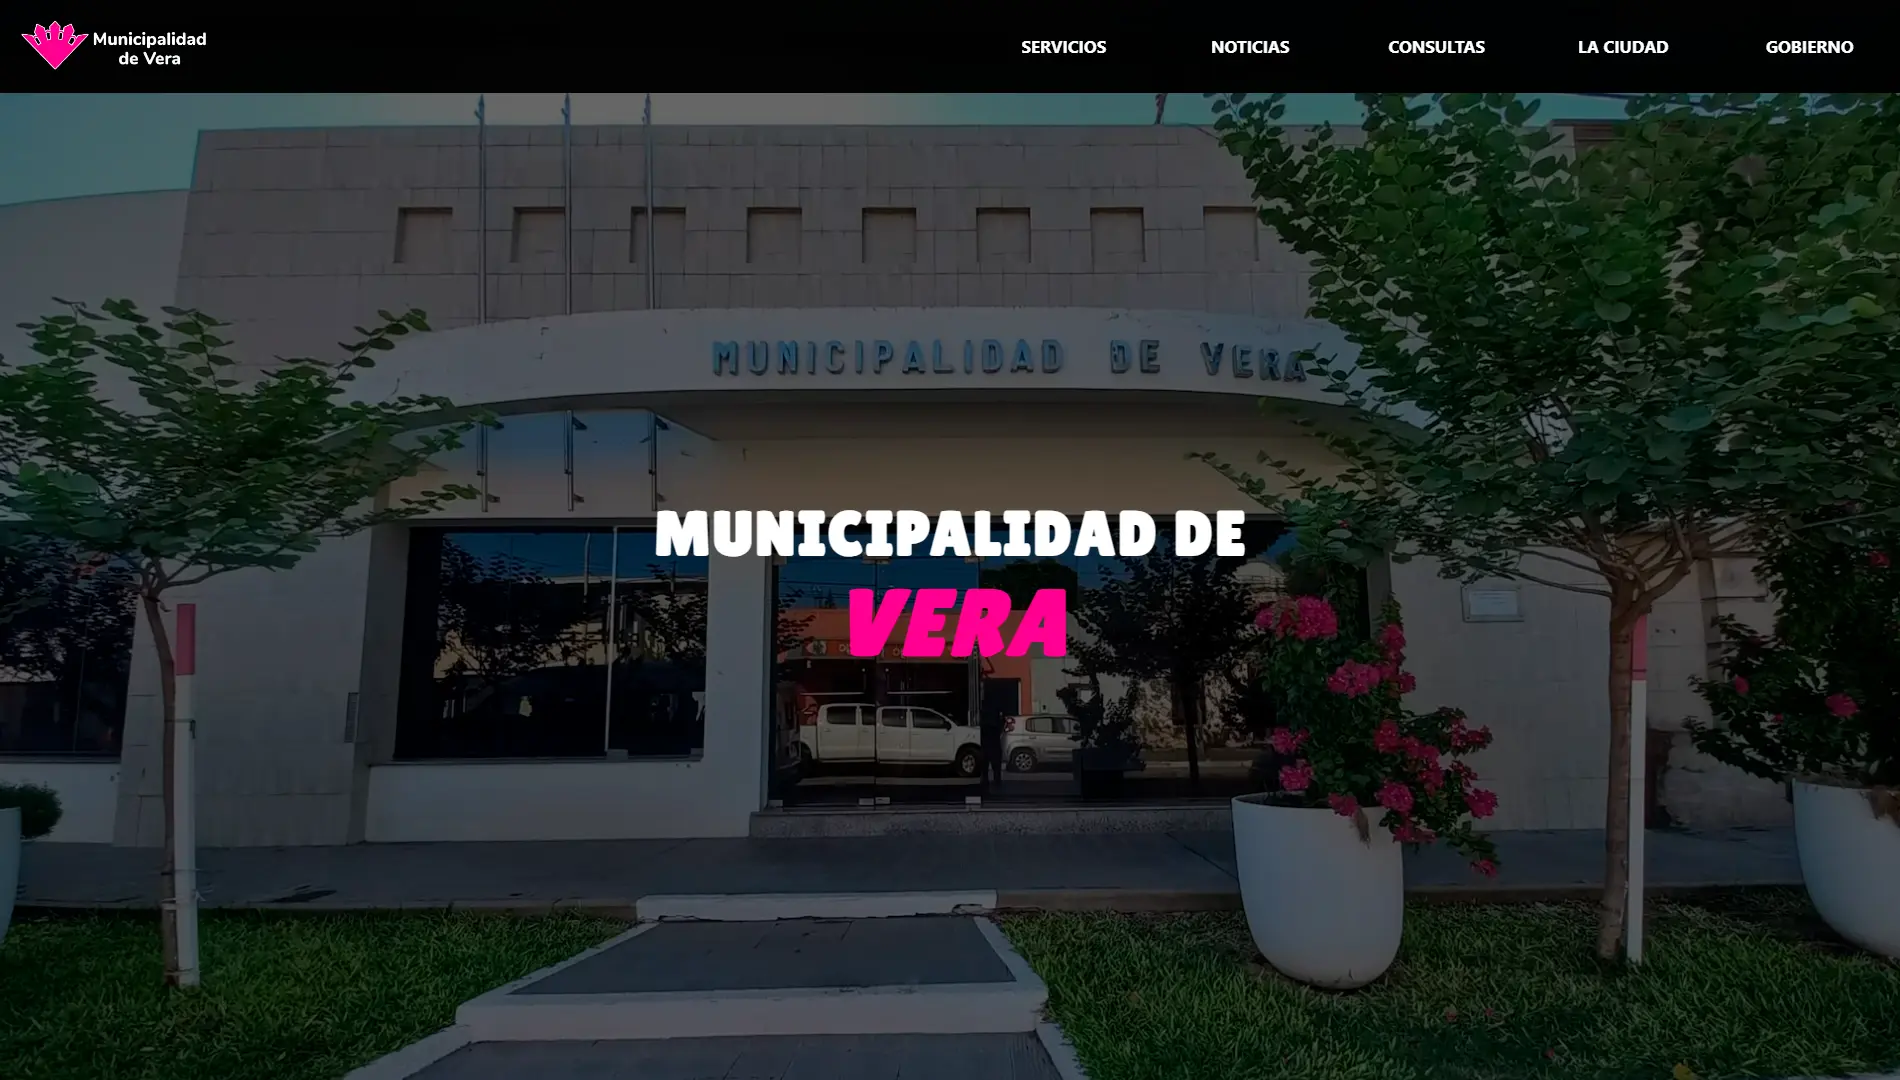 Municipalidad
de Vera
SERVICIOS
NOTICIAS
CONSULTAS
LA CIUDAD
GOBIERNO
MUNICIPALIDAD DE VERA
MUNICIPALIDAD DE
VERA